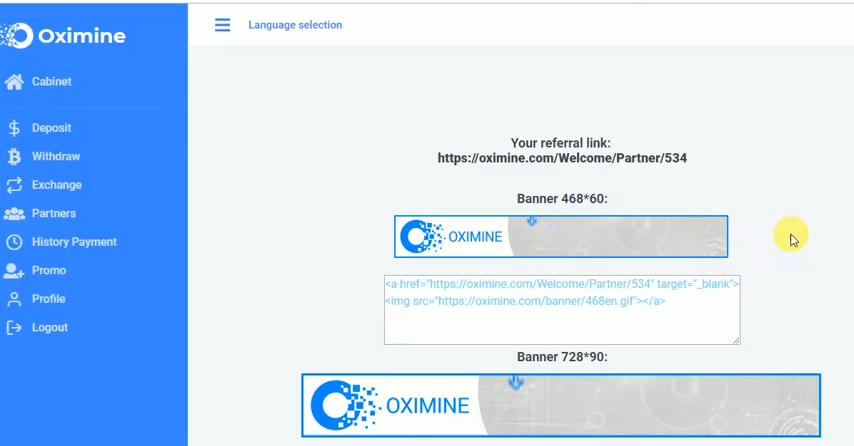 Oximine
Language selection
Cabinet
Deposit
Withdraw
Exchange
Partners
History Payment
Promo
Profile
Logout
Your referral link:
https://oximine.com/Welcome/Partner/534
Banner 468*60:
OXIMINE
<a href="https://oximine.com/Welcome/Partner/534" target="_blank">
<img src="https://oximine.com/banner/468en.gif"></a>
Banner 728*90:
OXIMINE